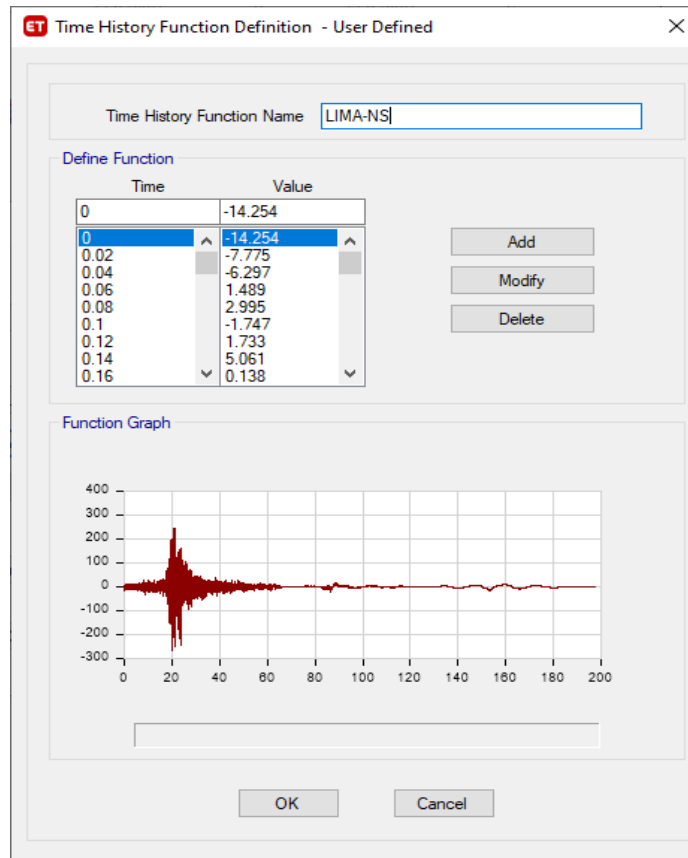 ET Time History Function Definition - User Defined
Time History Function Name LIMA-NS
Define Function
Time Value
0 -14.254
0 -14.254
0.02 -7.775
0.04 -6.297
0.06 1.489
0.08 2.995
0.1 -1.747
0.12 1.733
0.14 5.061
0.16 0.138
Add
Modify
Delete
Function Graph
400
300
200
100
0
-100
-200
-300
0 20 40 60 80 100 120 140 160 180 200
OK Cancel